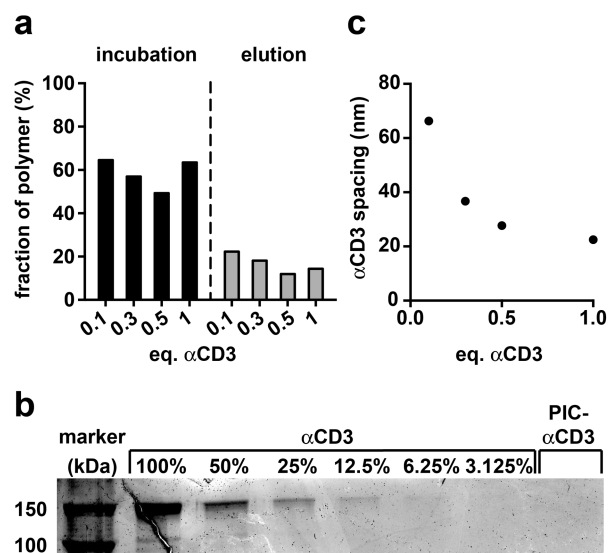 a
incubation elution
fraction of polymer (%)
100
80
60
40
20
0
0.1 0.3 0.5 1 0.1 0.3 0.5 1
eq. αCD3
c
αCD3 spacing (nm)
80
60
40
20
0
0.0 0.5 1.0
eq. αCD3
b
marker (kDa)
αCD3
PIC-αCD3
100% 50% 25% 12.5% 6.25% 3.125%
150
100